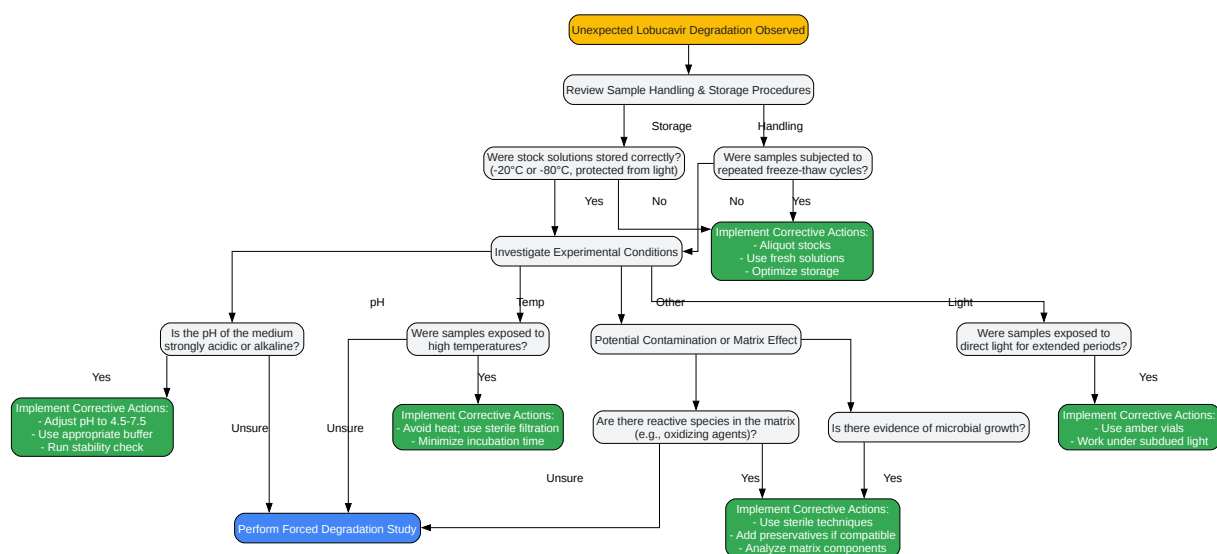 Unexpected Lobucavir Degradation Observed
Review Sample Handling & Storage Procedures
Storage
Handling
Were stock solutions stored correctly?
(-20°C or -80°C, protected from light)
Were samples subjected to
repeated freeze-thaw cycles?
Yes
No
No
Yes
Implement Corrective Actions:
- Aliquot stocks
- Use fresh solutions
- Optimize storage
Investigate Experimental Conditions
pH
Temp
Other
Light
Is the pH of the medium
strongly acidic or alkaline?
Were samples exposed to
high temperatures?
Potential Contamination or Matrix Effect
Were samples exposed to
direct light for extended periods?
Yes
Yes
Yes
Implement Corrective Actions:
- Adjust pH to 4.5-7.5
- Use appropriate buffer
- Run stability check
Unsure
Unsure
Implement Corrective Actions:
- Avoid heat; use sterile filtration
- Minimize incubation time
Are there reactive species in the matrix
(e.g., oxidizing agents)?
Is there evidence of microbial growth?
Implement Corrective Actions:
- Use amber vials
- Work under subdued light
Unsure
Yes
Yes
Perform Forced Degradation Study
Implement Corrective Actions:
- Use sterile techniques
- Add preservatives if compatible
- Analyze matrix components